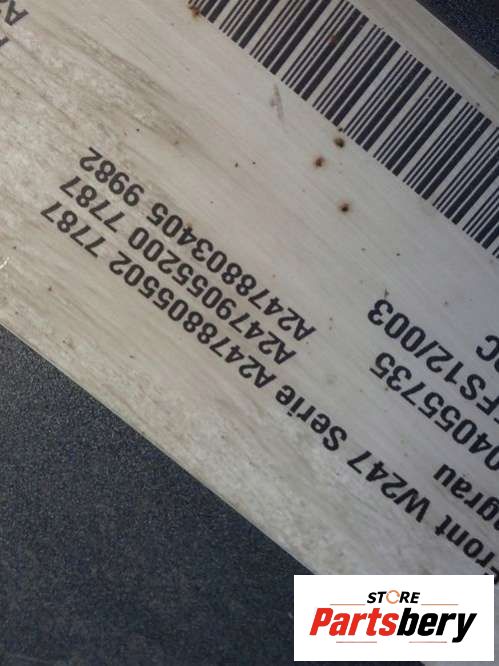 Front W247 Serie A2478805502 7787
A2479055200 7787
A2478803405 9982
grau
04055735
FS12/003
C
STORE
Partsbery